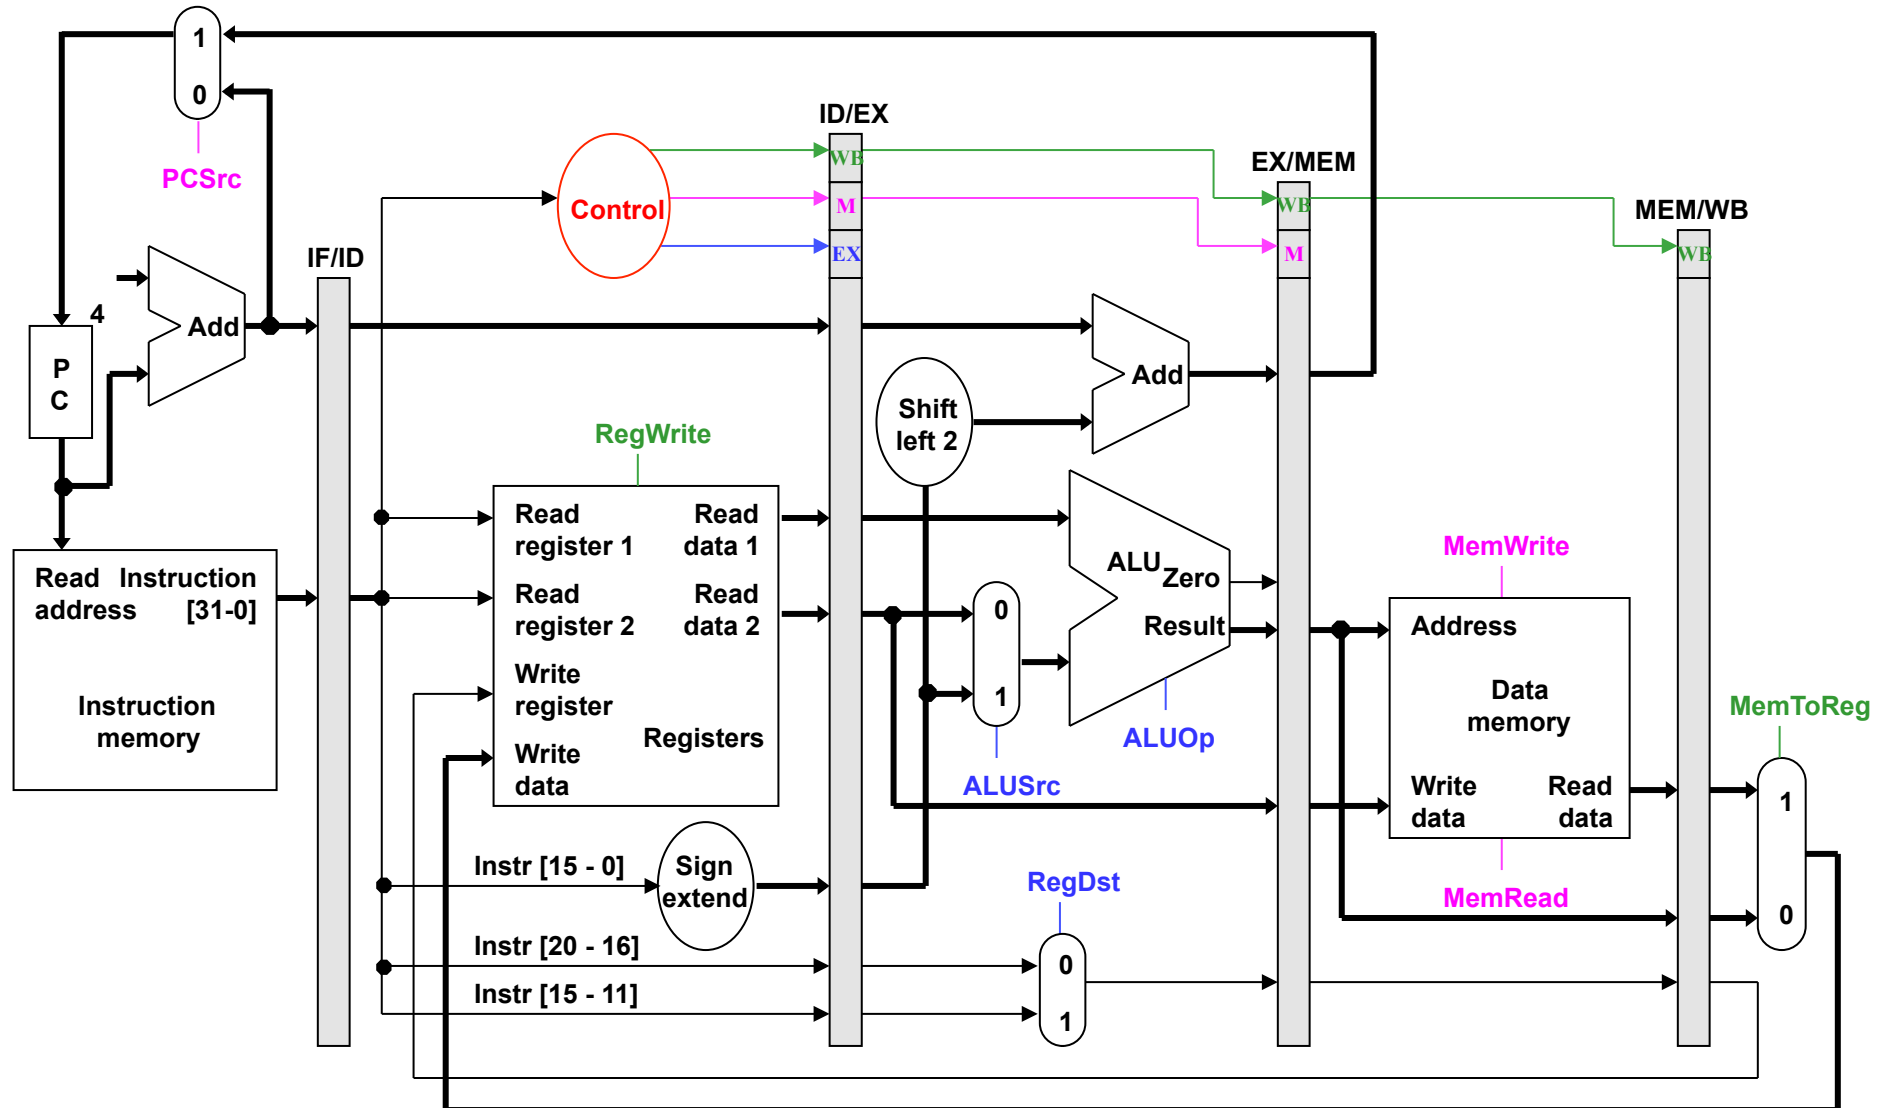 1
0
PCSrc
ID/EX
WB
M
EX
Control
EX/MEM
WB
M
MEM/WB
WB
IF/ID
4
Add
P
C
Add
Shift
left 2
RegWrite
Read
register 1
Read
data 1
Read
register 2
Read
data 2
Write
register
Write
data
Registers
Read
address
Instruction
[31-0]
Instruction
memory
0
1
ALUSrc
ALU
Zero
Result
ALUOp
MemWrite
Address
Data
memory
Write
data
Read
data
MemRead
MemToReg
1
0
Instr [15 - 0]
Sign
extend
Instr [20 - 16]
Instr [15 - 11]
RegDst
0
1